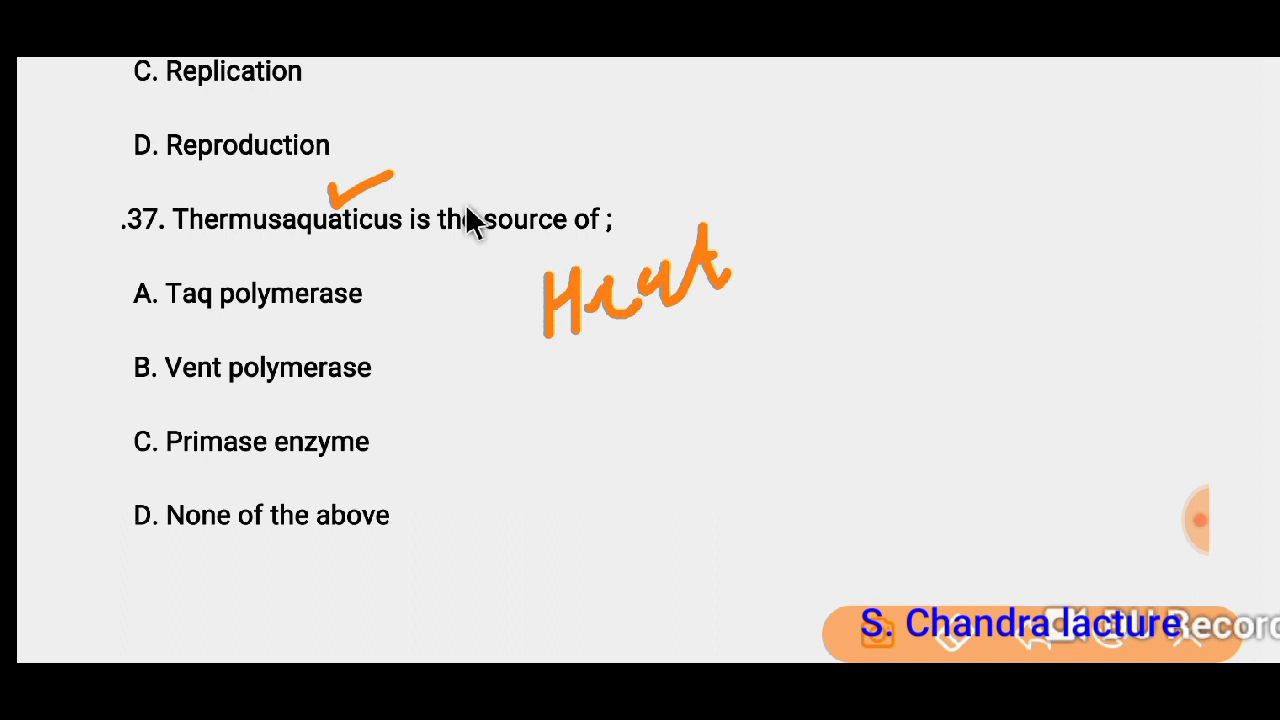 C. Replication
D. Reproduction
.37. Thermusaquaticus is the source of ;
Heat
A. Taq polymerase
B. Vent polymerase
C. Primase enzyme
D. None of the above
S. Chandra lacture
Recorc